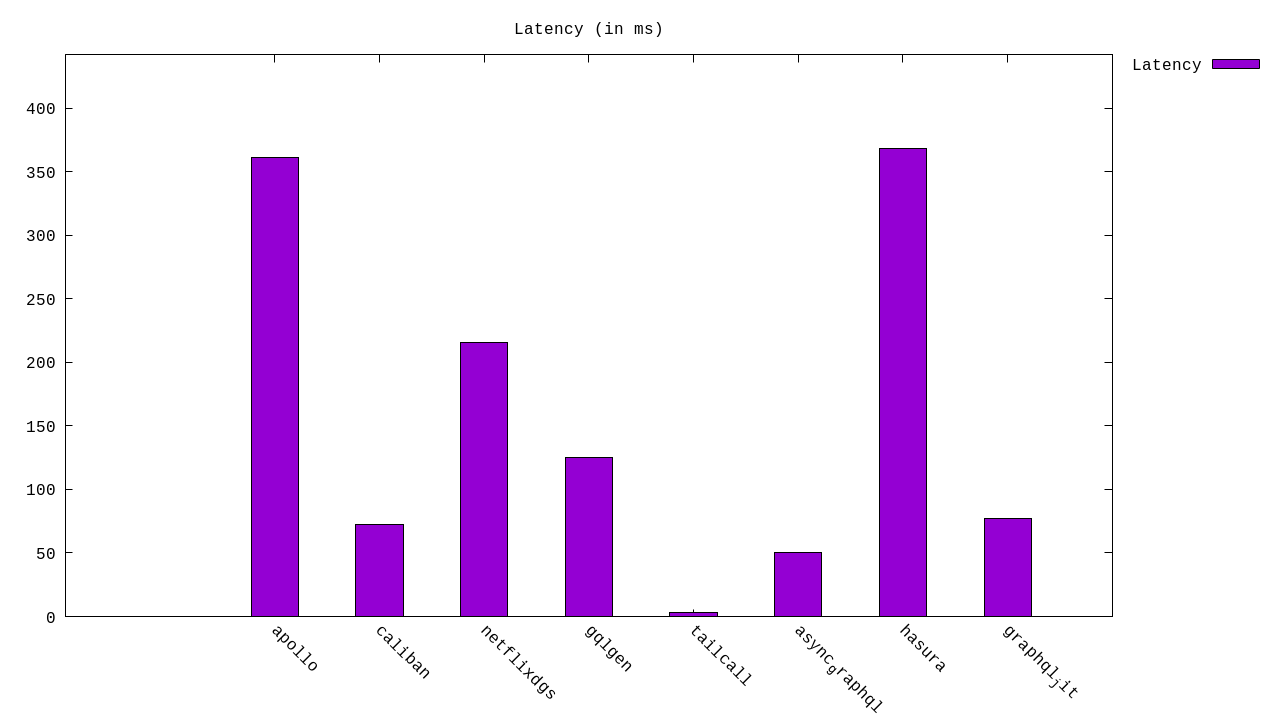 Latency (in ms)
Latency
400
350
300
250
200
150
100
50
0
apollo
caliban
netflixdgs
gqlgen
tailcall
async_graphql
hasura
graphql_jit